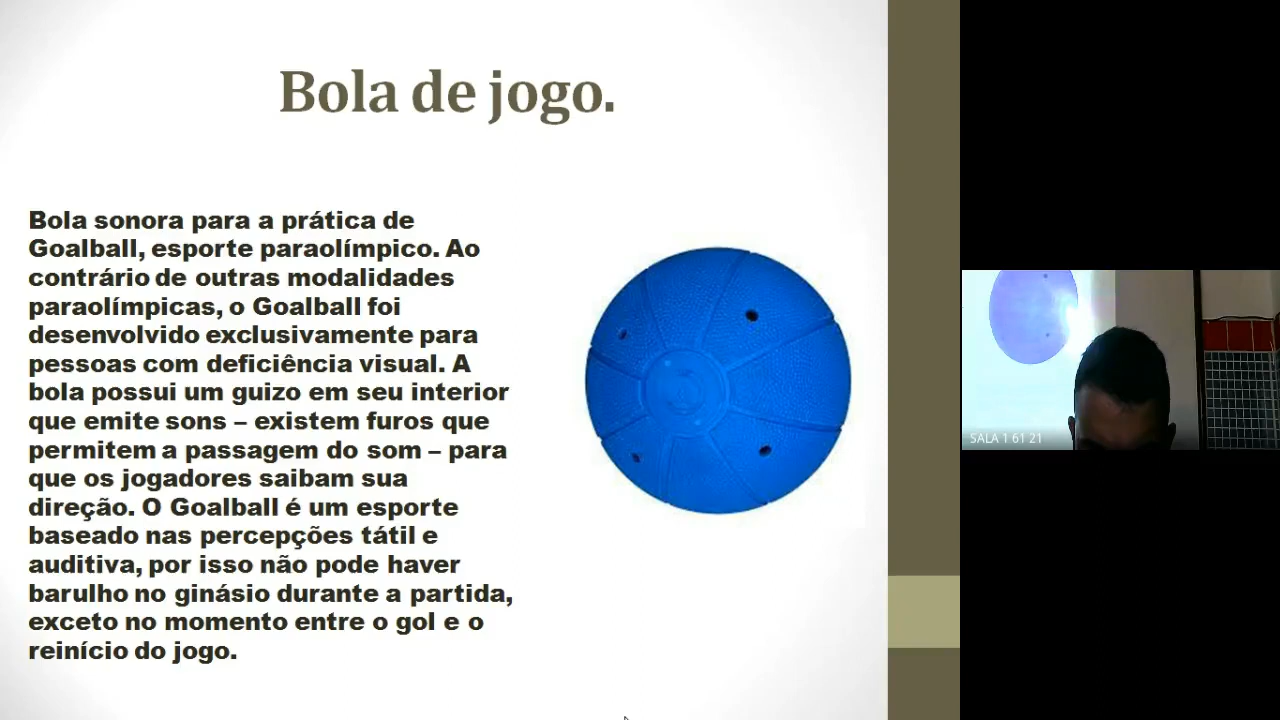 Bola de jogo.
Bola sonora para a prática de
Goalball, esporte paraolímpico. Ao
contrário de outras modalidades
paraolímpicas, o Goalball foi
desenvolvido exclusivamente para
pessoas com deficiência visual. A
bola possui um guizo em seu interior
que emite sons – existem furos que
permitem a passagem do som – para
que os jogadores saibam sua
direção. O Goalball é um esporte
baseado nas percepções tátil e
auditiva, por isso não pode haver
barulho no ginásio durante a partida,
exceto no momento entre o gol e o
reinício do jogo.
SALA 1 61 21